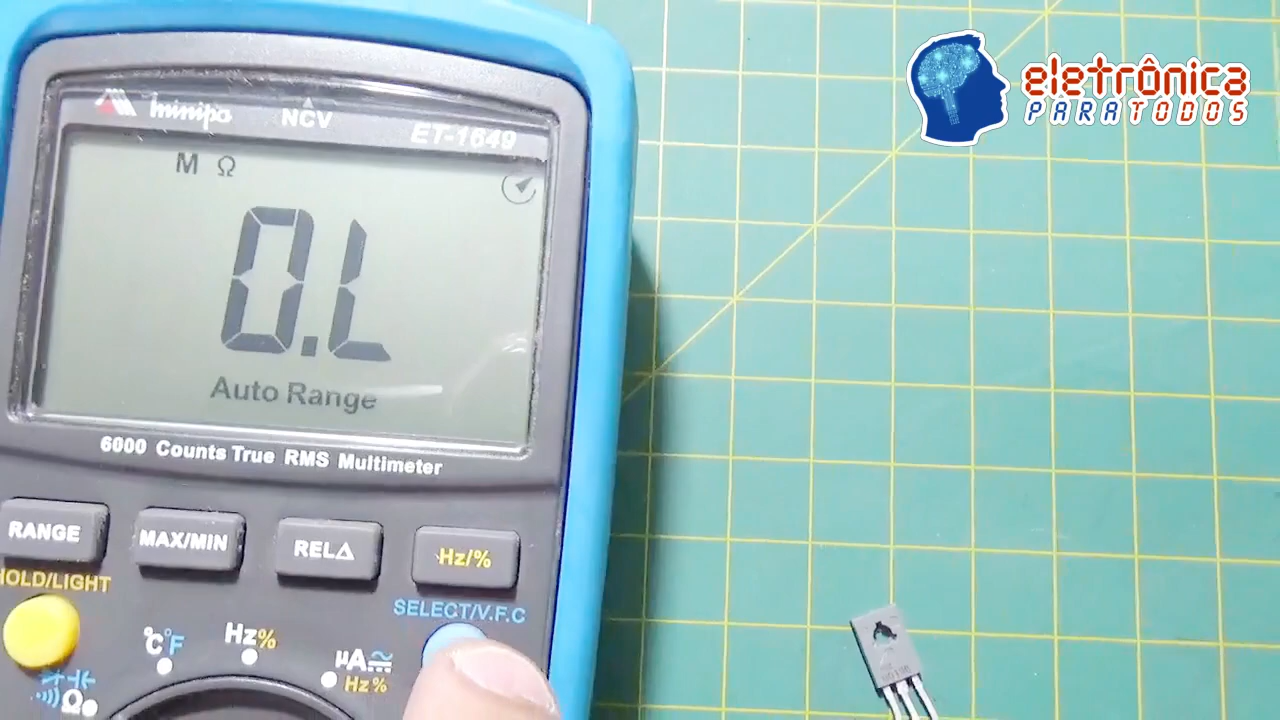 eletrônica
PARATODOS
minipa
NCV
ET-1649
M Ω
0.L
Auto Range
6000 Counts True RMS Multimeter
RANGE
MAX/MIN
RELΔ
Hz/%
HOLD/LIGHT
SELECT/V.F.C
°C°F
Hz%
µA
Hz%
Ω